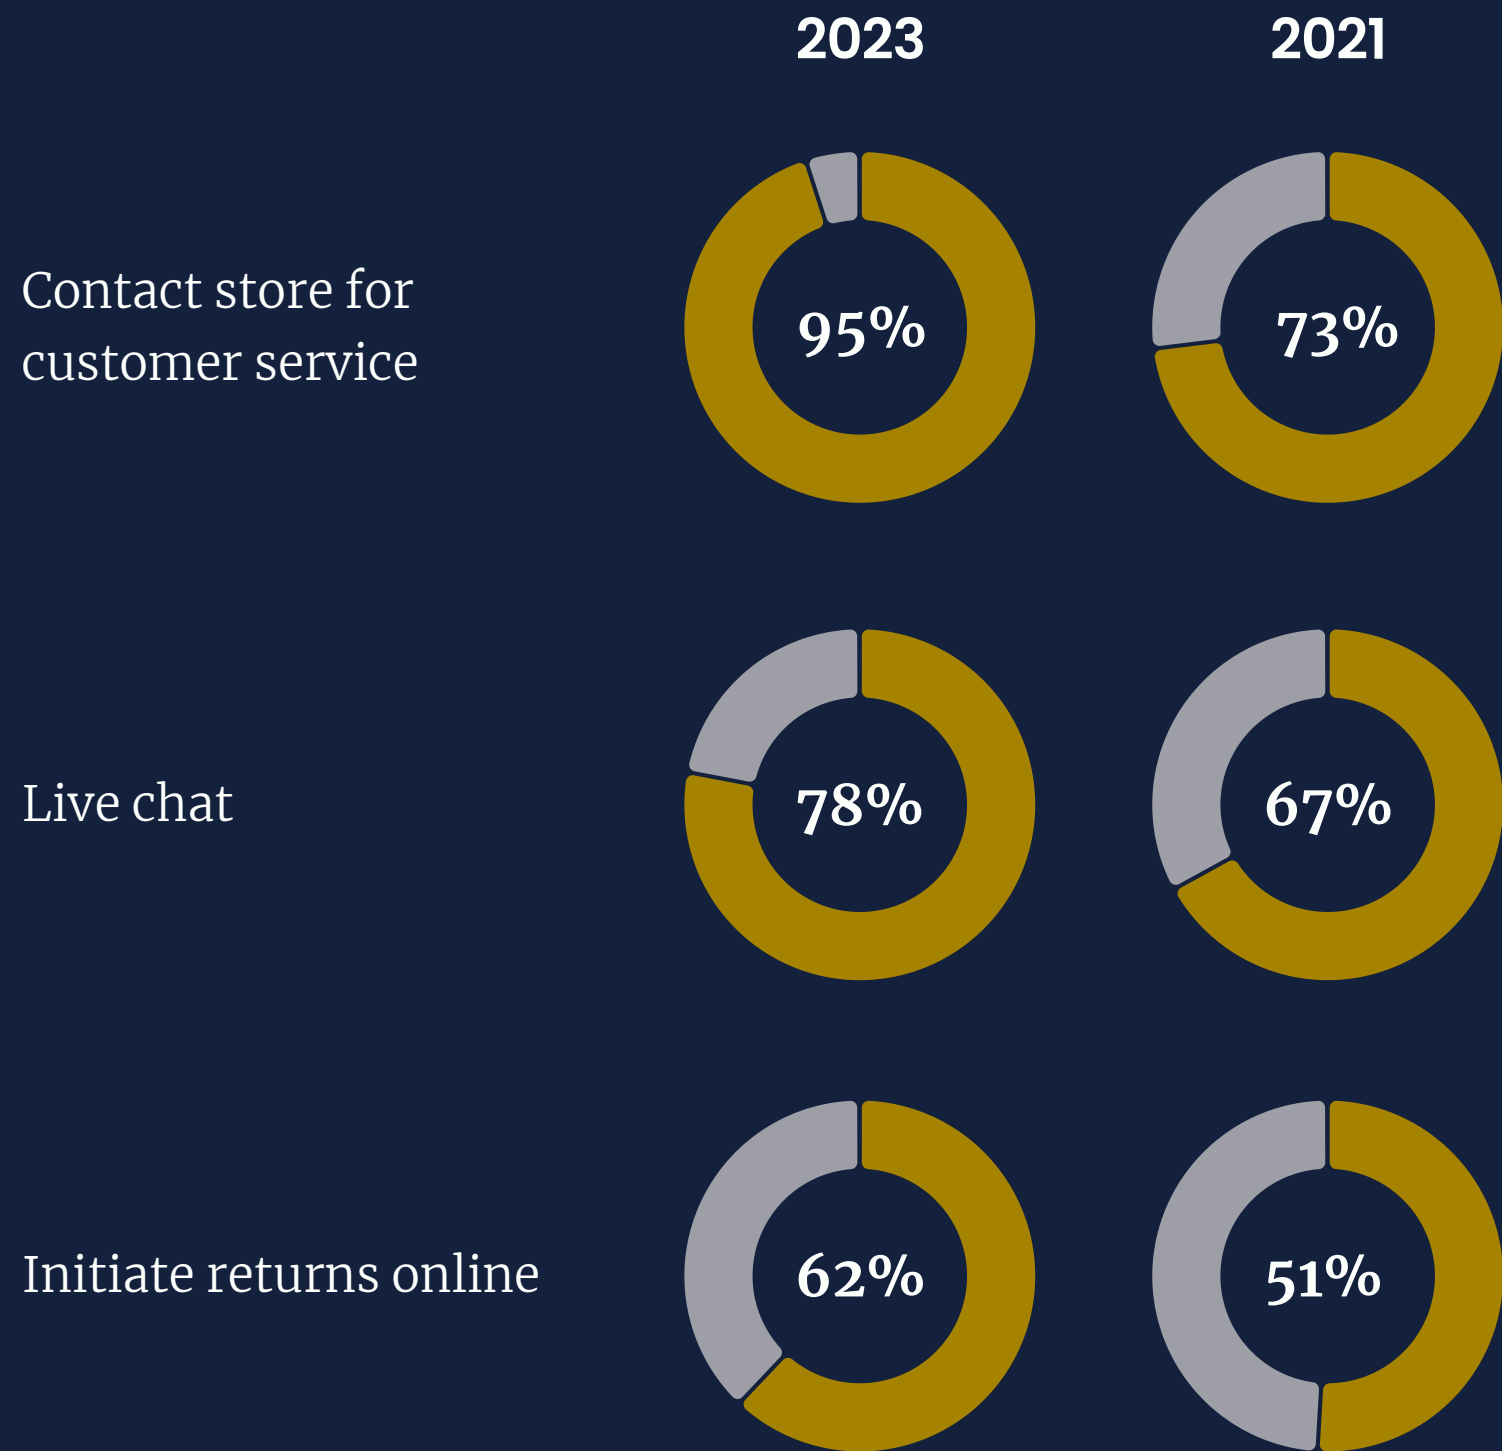 2023 2021
Contact store for
customer service
95% 73%
Live chat
78% 67%
Initiate returns online
62% 51%